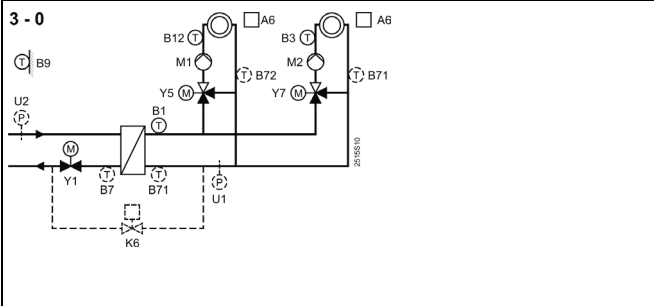 3 - 0
A6
A6
B12 T
B3 T
T B9
M1
M2
T B72
T B71
Y5 M
Y7 M
U2
P
B1
T
M
Y1
T
B7
T
B71
P
U1
2515S10
K6